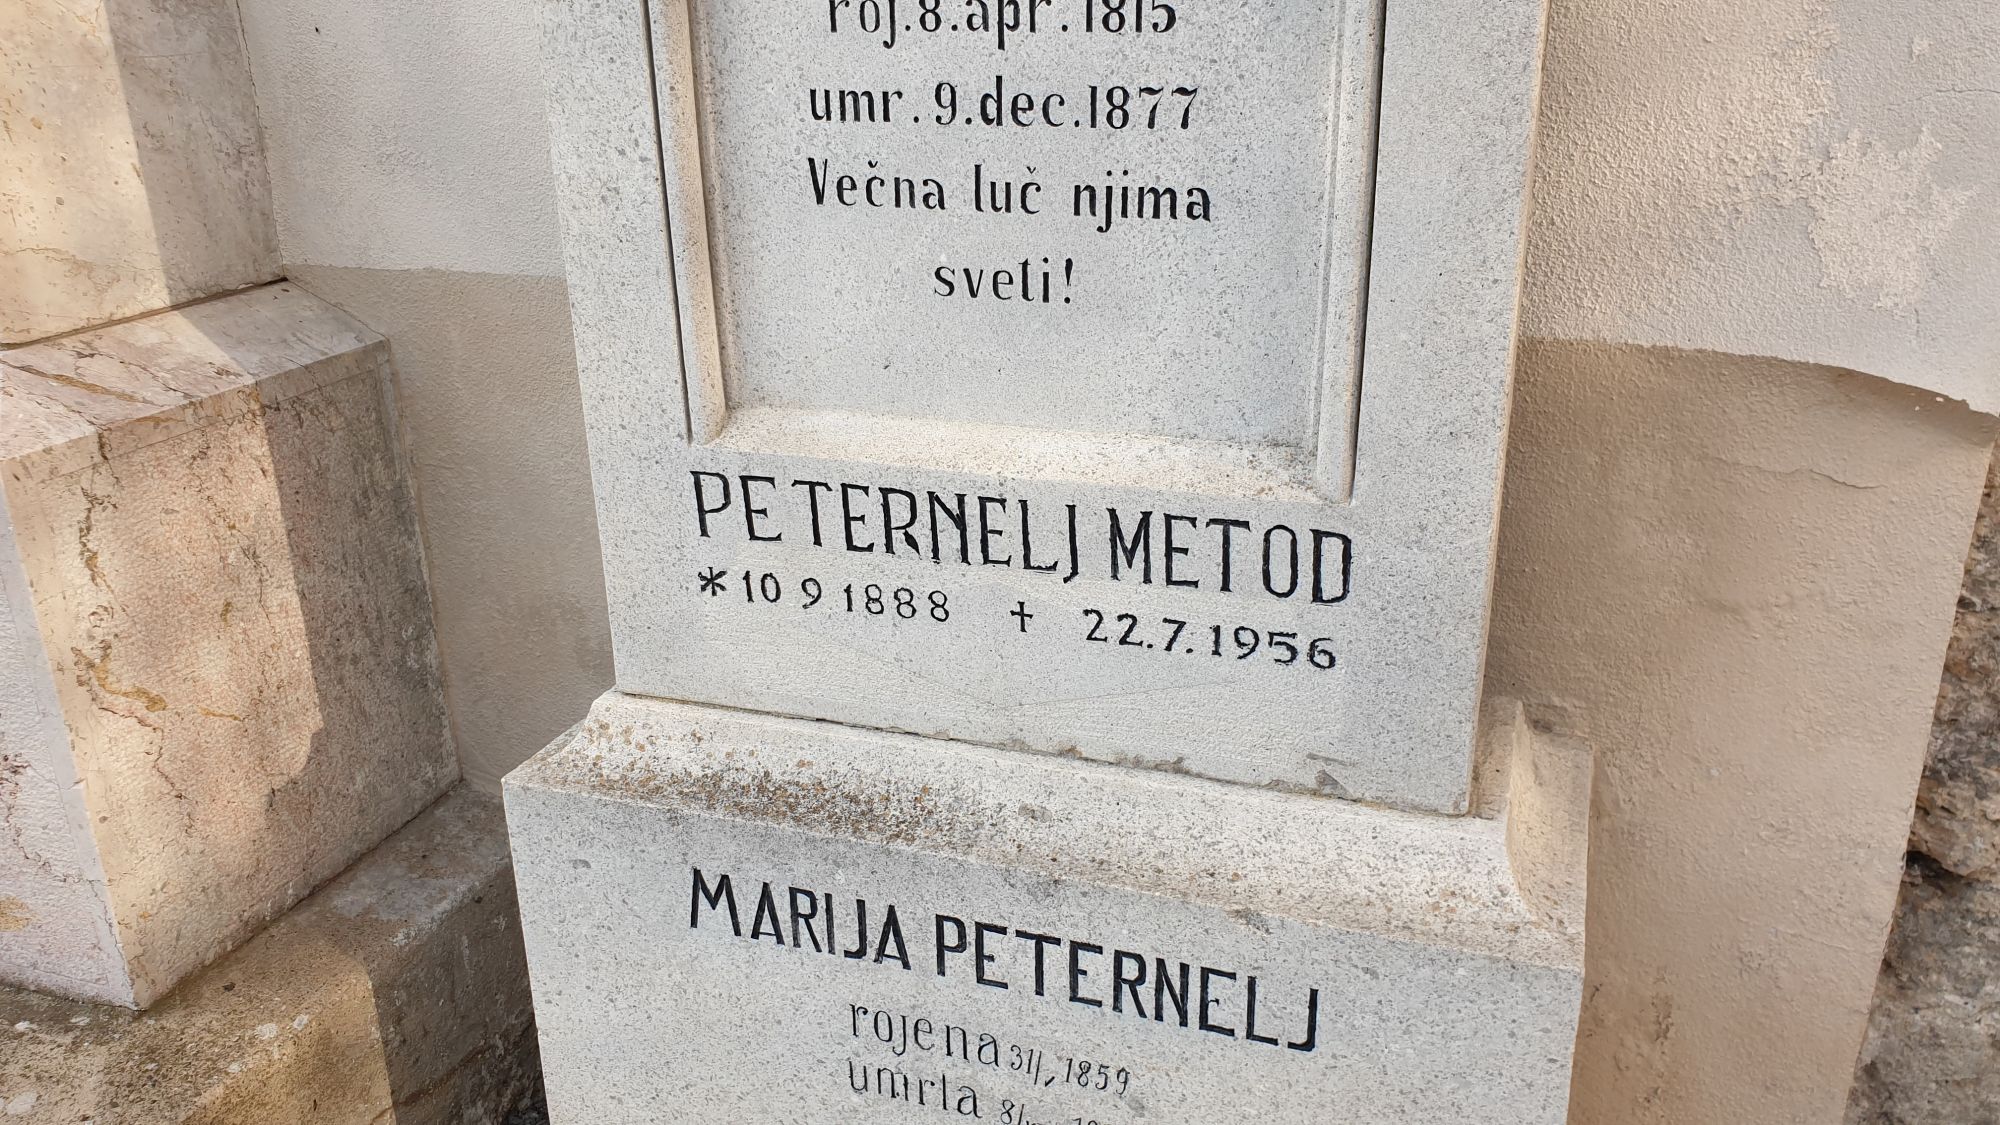 roj.8.apr.1815
umr.9.dec.1877
Večna luč njima
sveti!
PETERNELJ METOD
*10 9 1888 + 22.7.1956
MARIJA PETERNELJ
rojena 31/1, 1859
umrla